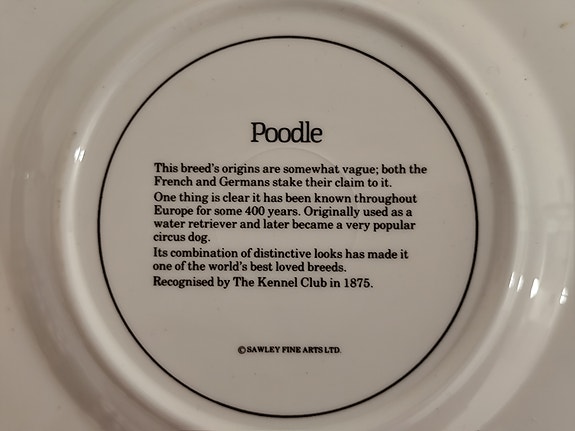 Poodle
This breed's origins are somewhat vague; both the
French and Germans stake their claim to it.
One thing is clear it has been known throughout
Europe for some 400 years. Originally used as a
water retriever and later became a very popular
circus dog.
Its combination of distinctive looks has made it
one of the world's best loved breeds.
Recognised by The Kennel Club in 1875.
© SAWLEY FINE ARTS LTD.